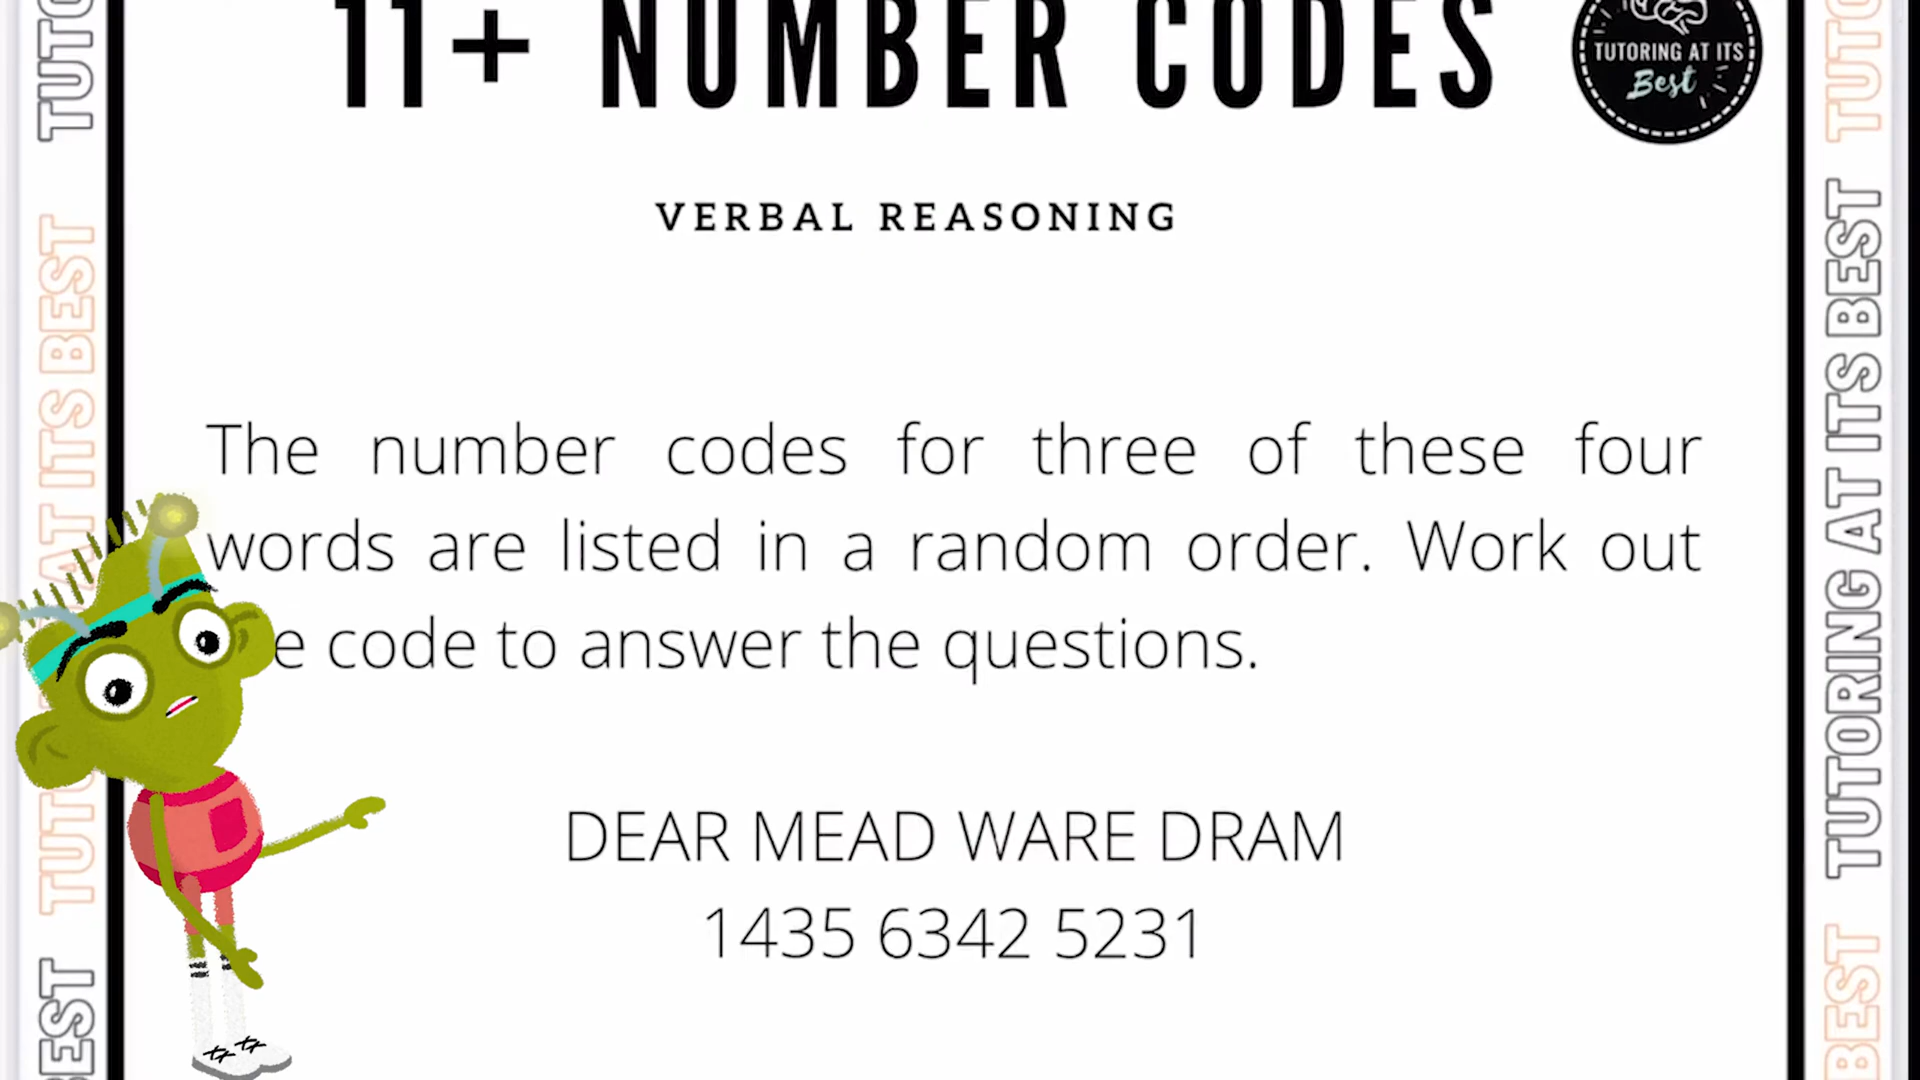 11+ NUMBER CODES
TUTORING AT ITS
Best
VERBAL REASONING
The number codes for three of these four
words are listed in a random order. Work out
code to answer the questions.
DEAR MEAD WARE DRAM
1435 6342 5231
TUTORING AT ITS BEST
AT ITS BEST
BEST